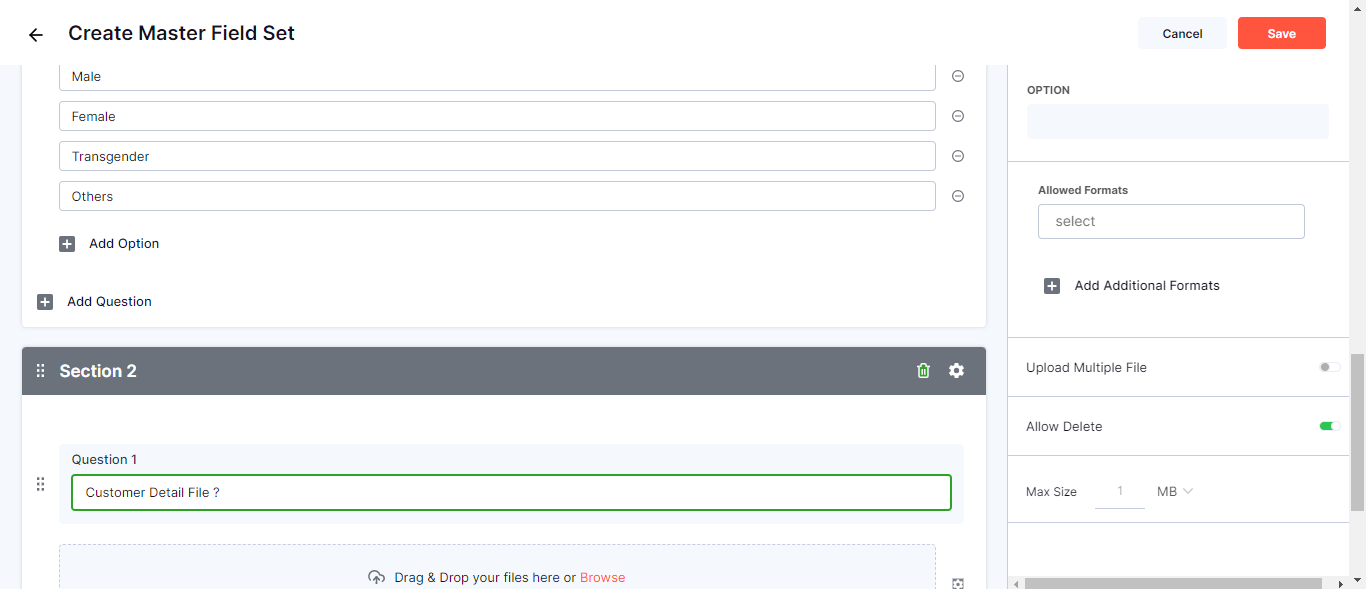 Create Master Field Set
Cancel
Save
Male
Female
Transgender
Others
Add Option
Add Question
Section 2
Question 1
Customer Detail File ?
Drag & Drop your files here or Browse
OPTION
Allowed Formats
select
Add Additional Formats
Upload Multiple File
Allow Delete
Max Size 1 MB